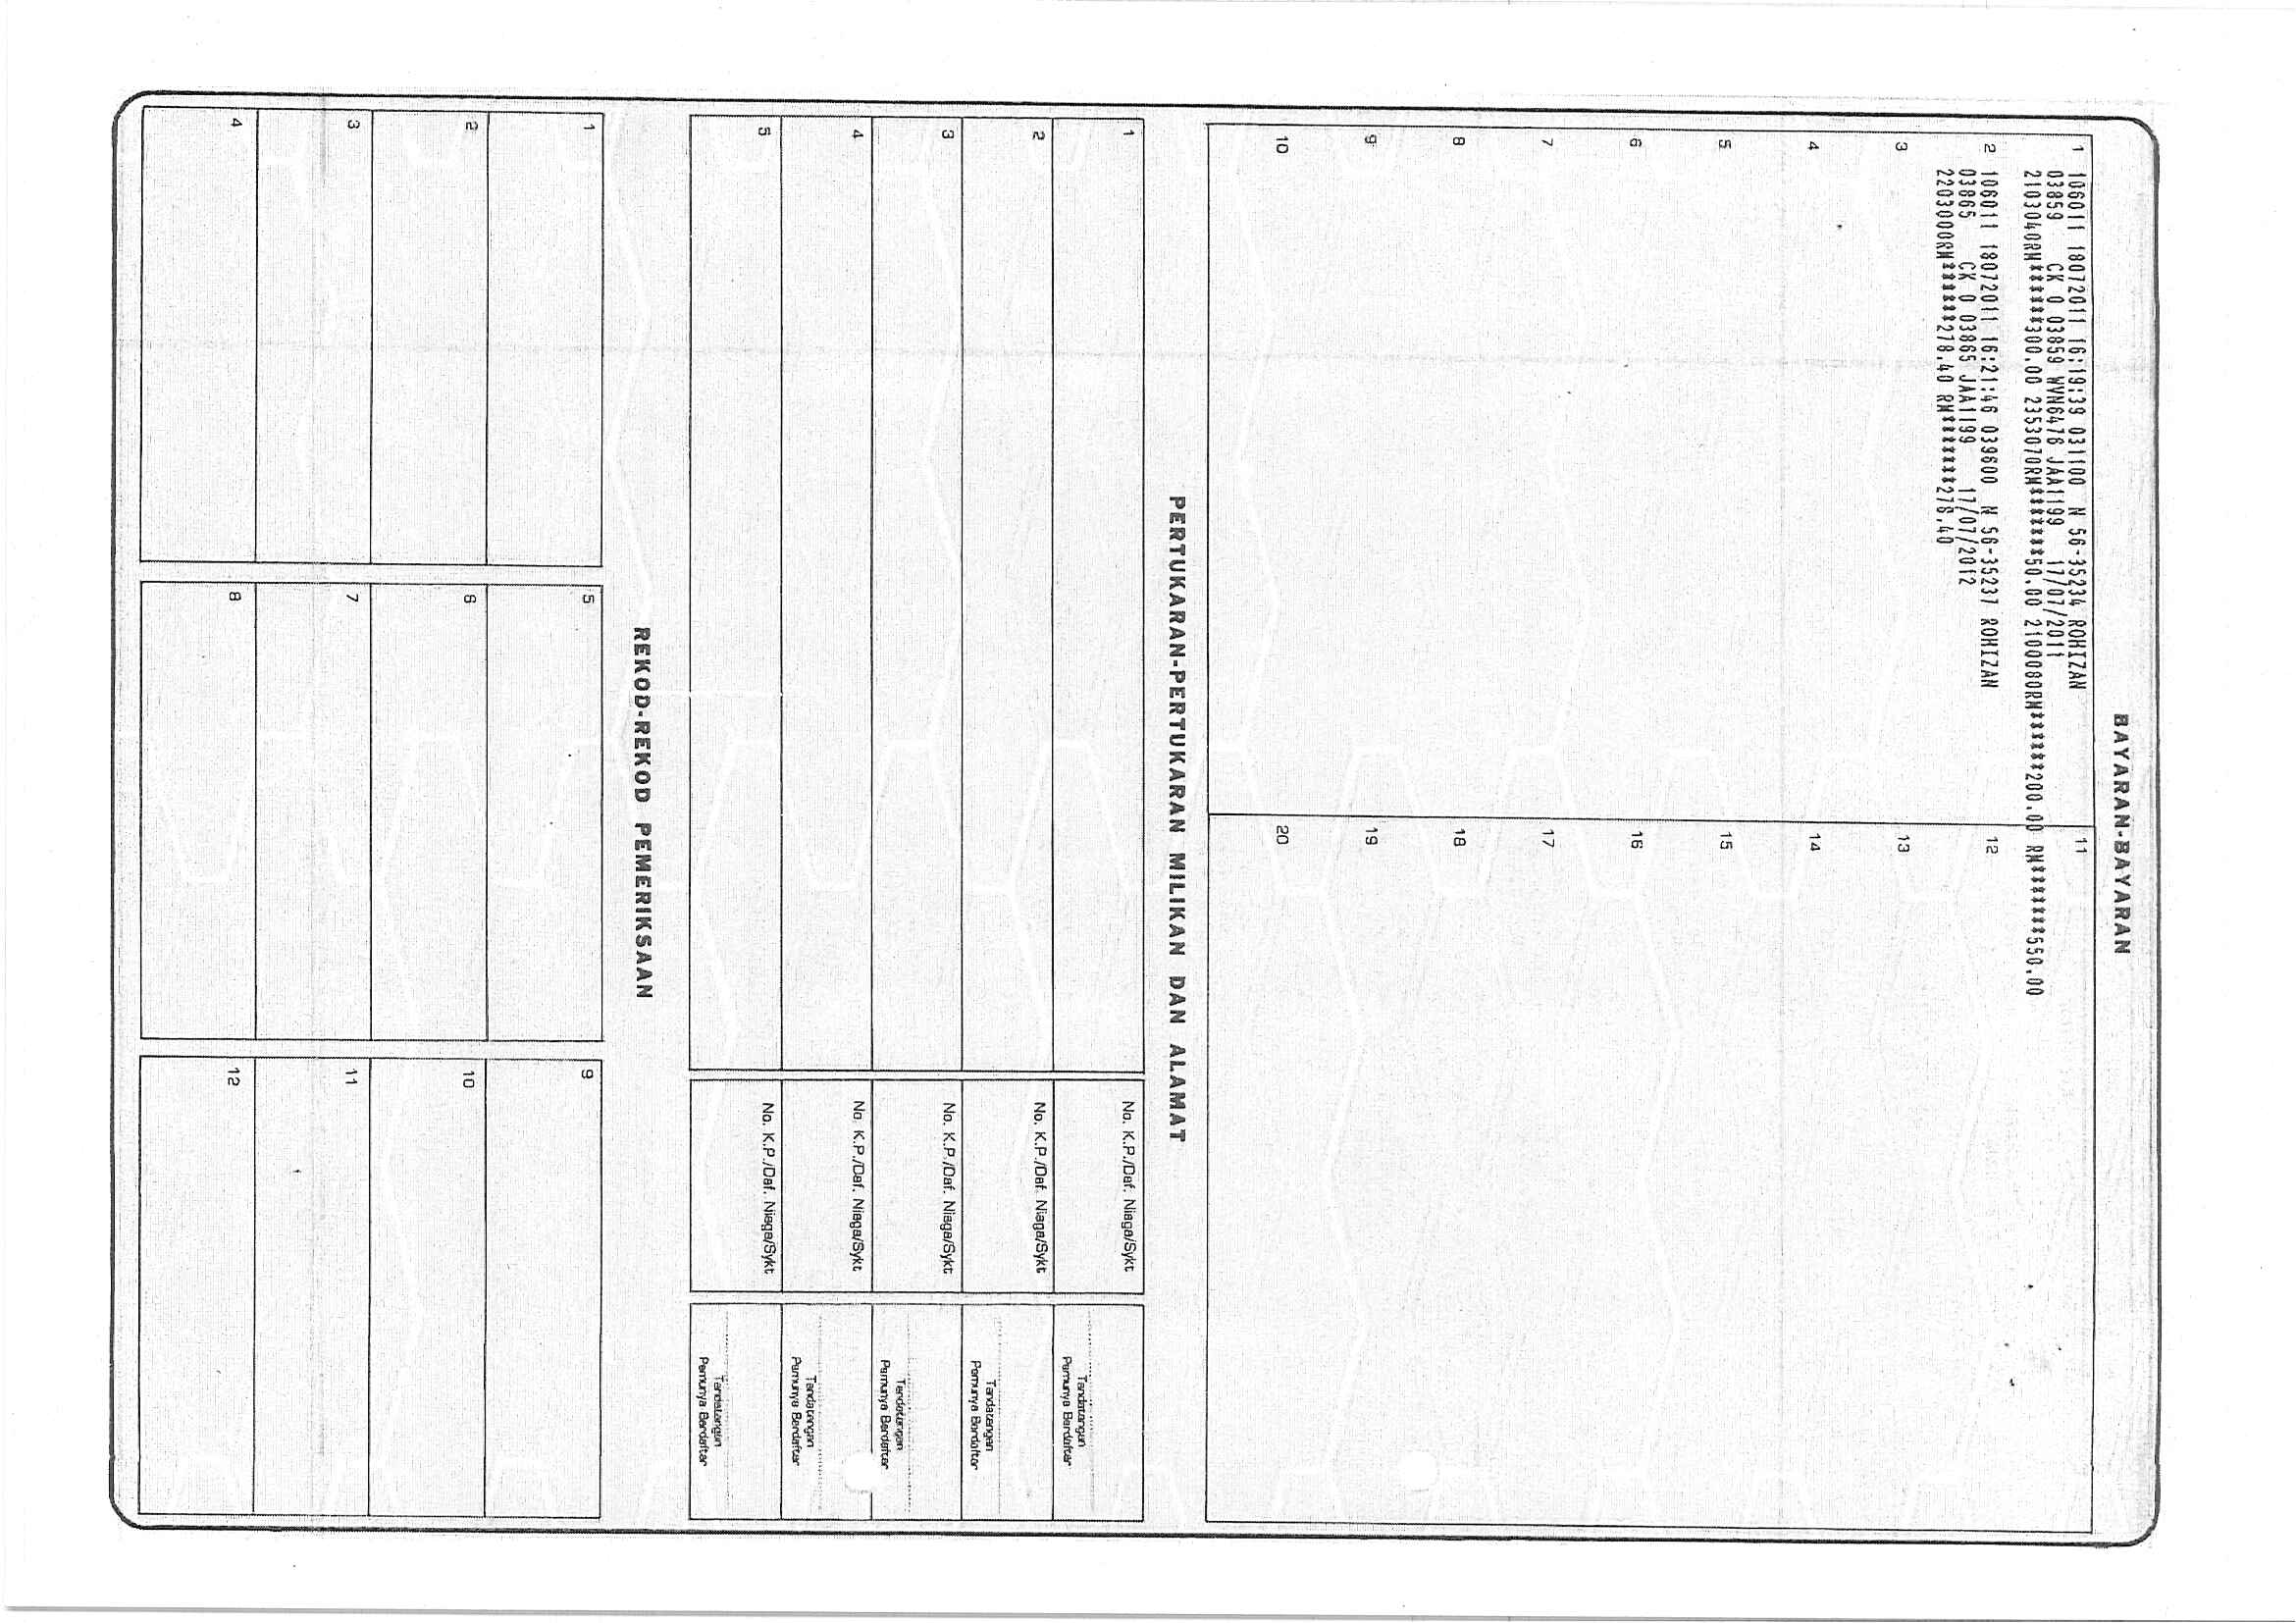 BAYARAN-BAYARAN
1 106011 18072011 16:19:39 031100 N 56-35234 ROHIZAN
03859 CK 0 03859 WVN6476 JAA1199 17/07/2011
2103040RM******300.00 2353070RM*******50.00 2100080RM******200.00 RM*******550.00
2 106011 18072011 16:21:46 039600 N 56-35237 ROHIZAN
03865 CK 0 03865 JAA1199 17/07/2012
2203000RM******278.40 RM*******278.40
3
4
5
6
7
8
9
10
11
12
13
14
15
16
17
18
19
20
PERTUKARAN-PERTUKARAN MILIKAN DAN ALAMAT
1 No. K.P./Daf. Niaga/Sykt
Tandatangan
Pemunya Berdaftar
2 No. K.P./Daf. Niaga/Sykt
Tandatangan
Pemunya Berdaftar
3 No. K.P./Daf. Niaga/Sykt
Tandatangan
Pemunya Berdaftar
4 No. K.P./Daf. Niaga/Sykt
Tandatangan
Pemunya Berdaftar
5 No. K.P./Daf. Niaga/Sykt
Tandatangan
Pemunya Berdaftar
REKOD-REKOD PEMERIKSAAN
1
2
3
4
5
6
7
8
9
10
11
12